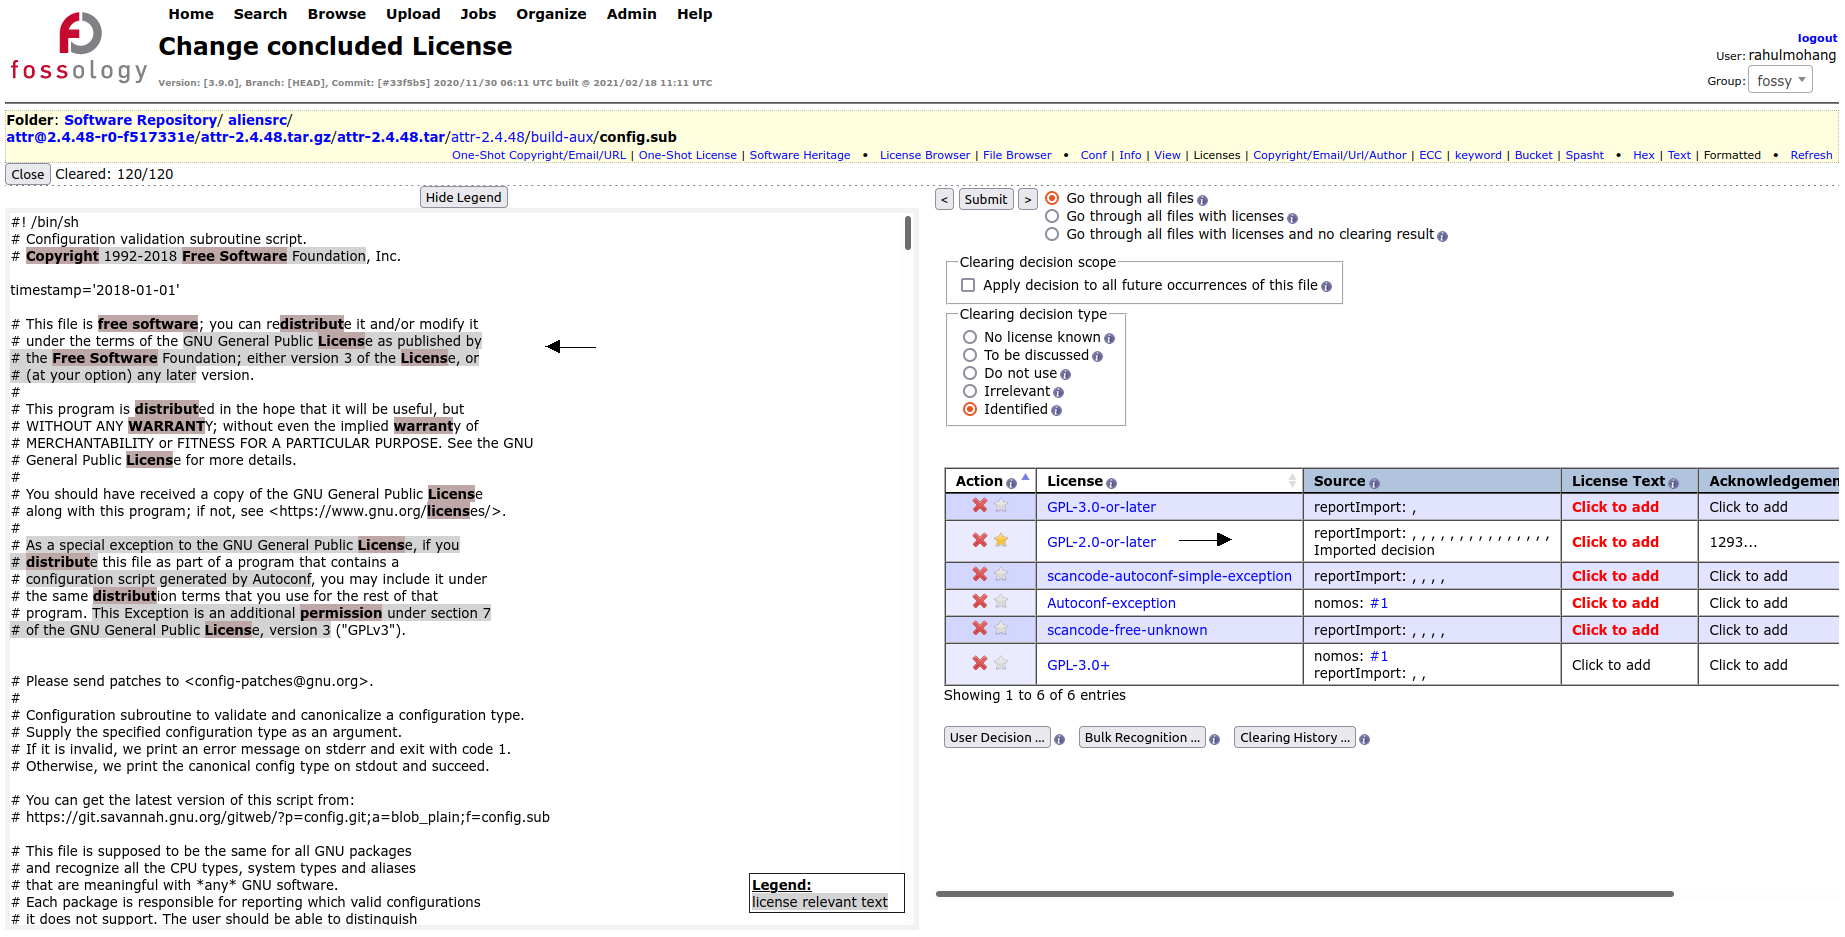 Home Search Browse Upload Jobs Organize Admin Help
fossology
Change concluded License
Version: [3.9.0], Branch: [HEAD], Commit: [#33f5b5] 2020/11/30 06:11 UTC built @ 2021/02/18 11:11 UTC
logout
User: rahulmohang
Group: fossy
Folder: Software Repository/ aliensrc/
attr@2.4.48-r0-f517331e/attr-2.4.48.tar.gz/attr-2.4.48.tar/attr-2.4.48/build-aux/config.sub
One-Shot Copyright/Email/URL | One-Shot License | Software Heritage • License Browser | File Browser • Conf | Info | View | Licenses | Copyright/Email/Url/Author | ECC | keyword | Bucket | Spasht • Hex | Text | Formatted • Refresh
Close Cleared: 120/120
Hide Legend
#! /bin/sh
# Configuration validation subroutine script.
# Copyright 1992-2018 Free Software Foundation, Inc.
timestamp='2018-01-01'
# This file is free software; you can redistribute it and/or modify it
# under the terms of the GNU General Public License as published by
# the Free Software Foundation; either version 3 of the License, or
# (at your option) any later version.
#
# This program is distributed in the hope that it will be useful, but
# WITHOUT ANY WARRANTY; without even the implied warranty of
# MERCHANTABILITY or FITNESS FOR A PARTICULAR PURPOSE. See the GNU
# General Public License for more details.
#
# You should have received a copy of the GNU General Public License
# along with this program; if not, see <https://www.gnu.org/licenses/>.
#
# As a special exception to the GNU General Public License, if you
# distribute this file as part of a program that contains a
# configuration script generated by Autoconf, you may include it under
# the same distribution terms that you use for the rest of that
# program. This Exception is an additional permission under section 7
# of the GNU General Public License, version 3 ("GPLv3").
# Please send patches to <config-patches@gnu.org>.
#
# Configuration subroutine to validate and canonicalize a configuration type.
# Supply the specified configuration type as an argument.
# If it is invalid, we print an error message on stderr and exit with code 1.
# Otherwise, we print the canonical config type on stdout and succeed.
# You can get the latest version of this script from:
# https://git.savannah.gnu.org/gitweb/?p=config.git;a=blob_plain;f=config.sub
# This file is supposed to be the same for all GNU packages
# and recognize all the CPU types, system types and aliases
# that are meaningful with *any* GNU software.
# Each package is responsible for reporting which valid configurations
# it does not support. The user should be able to distinguish
Legend:
license relevant text
< Submit > Go through all files
Go through all files with licenses
Go through all files with licenses and no clearing result
Clearing decision scope
Apply decision to all future occurrences of this file
Clearing decision type
No license known
To be discussed
Do not use
Irrelevant
Identified
Action License Source License Text Acknowledgemen
GPL-3.0-or-later reportImport: , Click to add Click to add
GPL-2.0-or-later reportImport: , , , , , , , , , , , , , , , Click to add 1293...
Imported decision
scancode-autoconf-simple-exception reportImport: , , , , Click to add Click to add
Autoconf-exception nomos: #1 Click to add Click to add
scancode-free-unknown reportImport: , , , , Click to add Click to add
GPL-3.0+ nomos: #1 Click to add Click to add
reportImport: , ,
Showing 1 to 6 of 6 entries
User Decision ... Bulk Recognition ... Clearing History ...